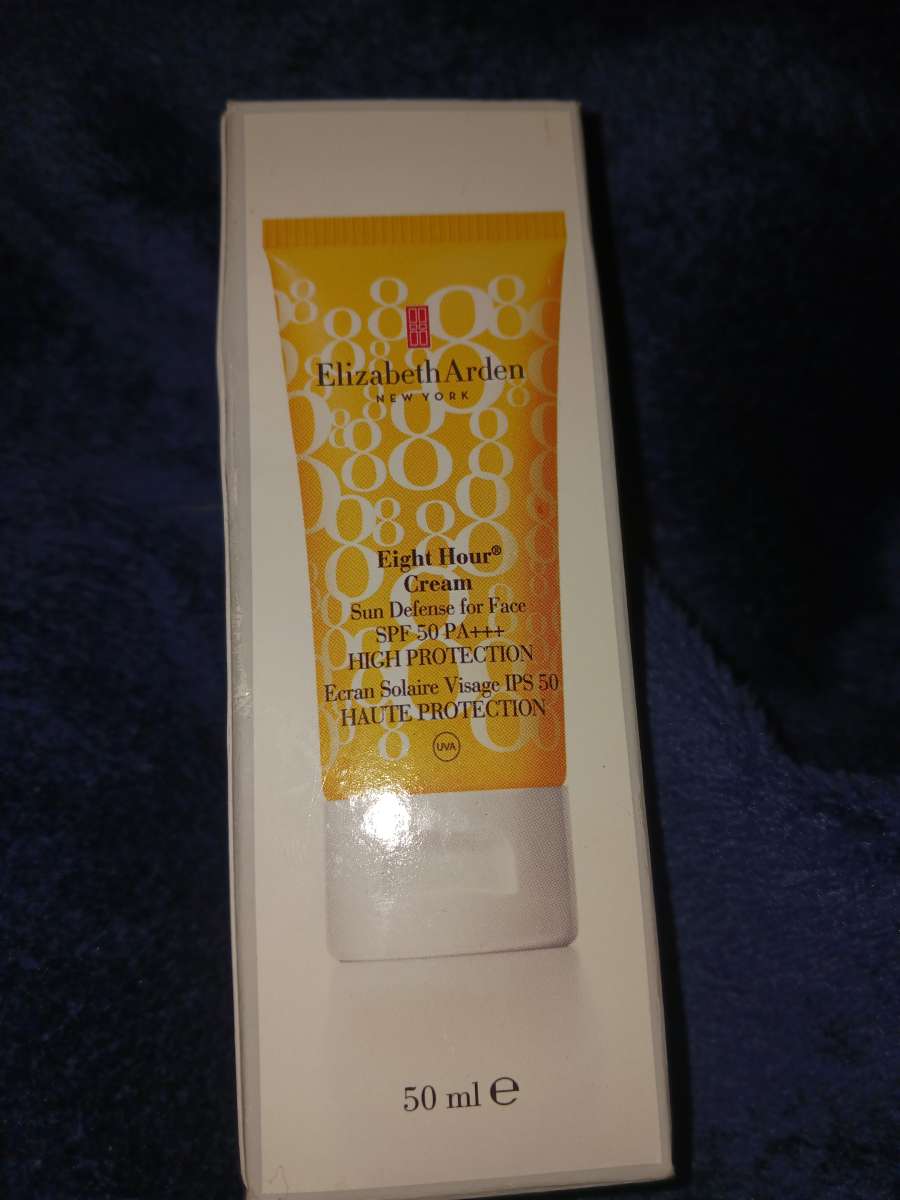 Elizabeth Arden
NEW YORK
Eight Hour®
Cream
Sun Defense for Face
SPF 50 PA+++
HIGH PROTECTION
Ecran Solaire Visage IPS 50
HAUTE PROTECTION
UVA
50 ml ℮